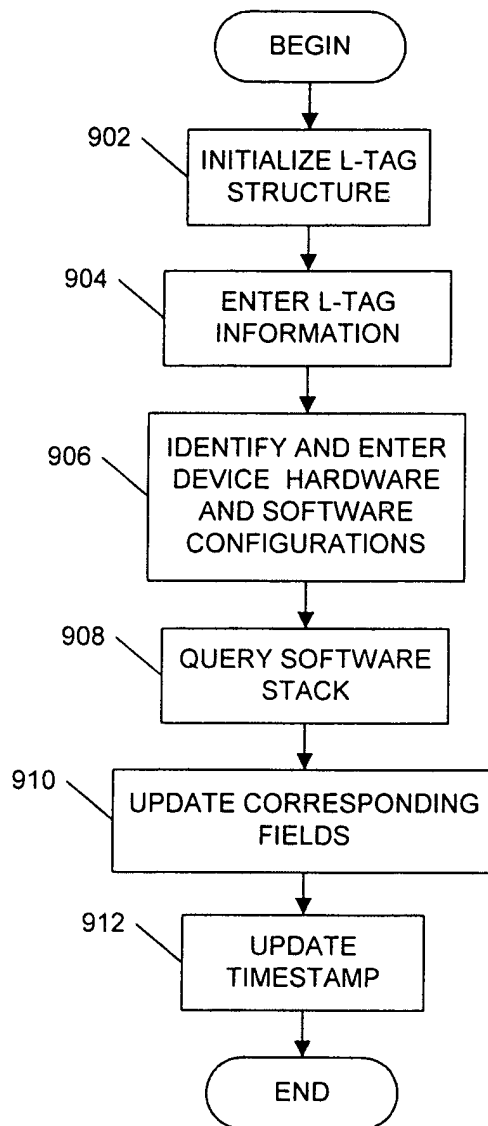 BEGIN
902
INITIALIZE L-TAG
STRUCTURE
904
ENTER L-TAG
INFORMATION
906
IDENTIFY AND ENTER
DEVICE HARDWARE
AND SOFTWARE
CONFIGURATIONS
908
QUERY SOFTWARE
STACK
910
UPDATE CORRESPONDING
FIELDS
912
UPDATE
TIMESTAMP
END